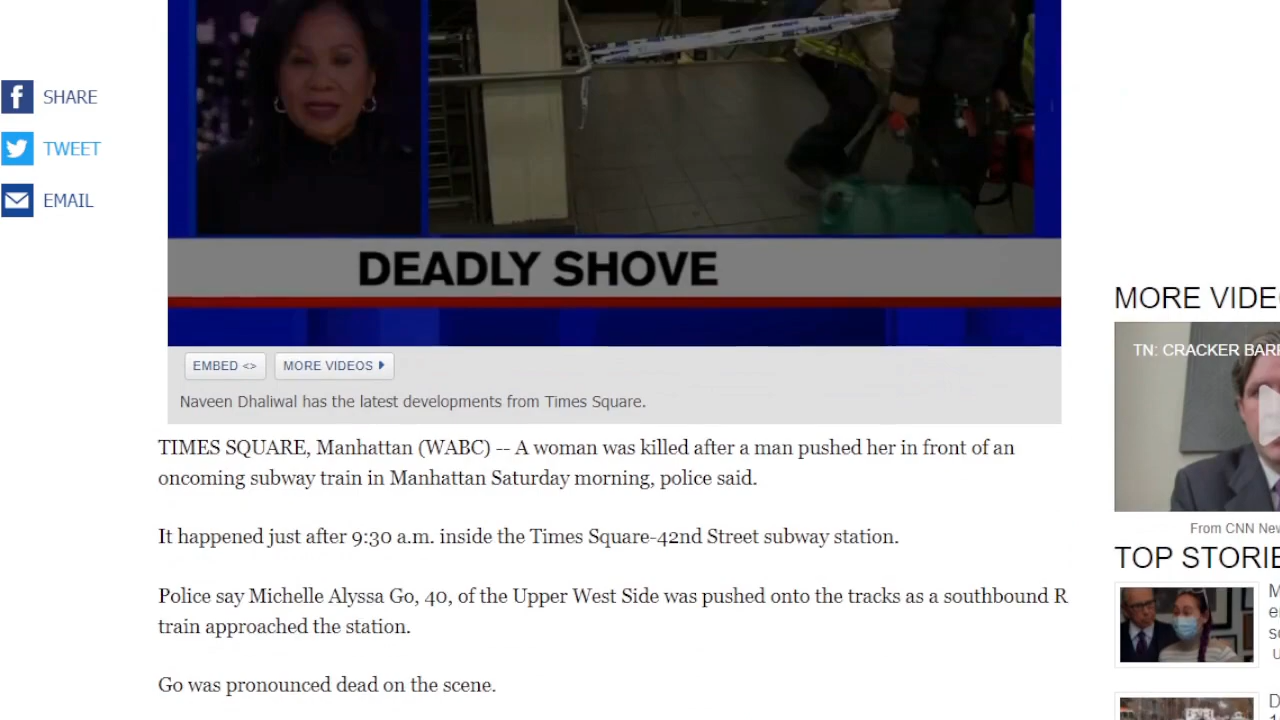 SHARE
TWEET
EMAIL
DEADLY SHOVE
EMBED <>
MORE VIDEOS
Naveen Dhaliwal has the latest developments from Times Square.
TIMES SQUARE, Manhattan (WABC) -- A woman was killed after a man pushed her in front of an
oncoming subway train in Manhattan Saturday morning, police said.
It happened just after 9:30 a.m. inside the Times Square-42nd Street subway station.
Police say Michelle Alyssa Go, 40, of the Upper West Side was pushed onto the tracks as a southbound R
train approached the station.
Go was pronounced dead on the scene.
MORE VIDE
TN: CRACKER BAR
From CNN New
TOP STORIE